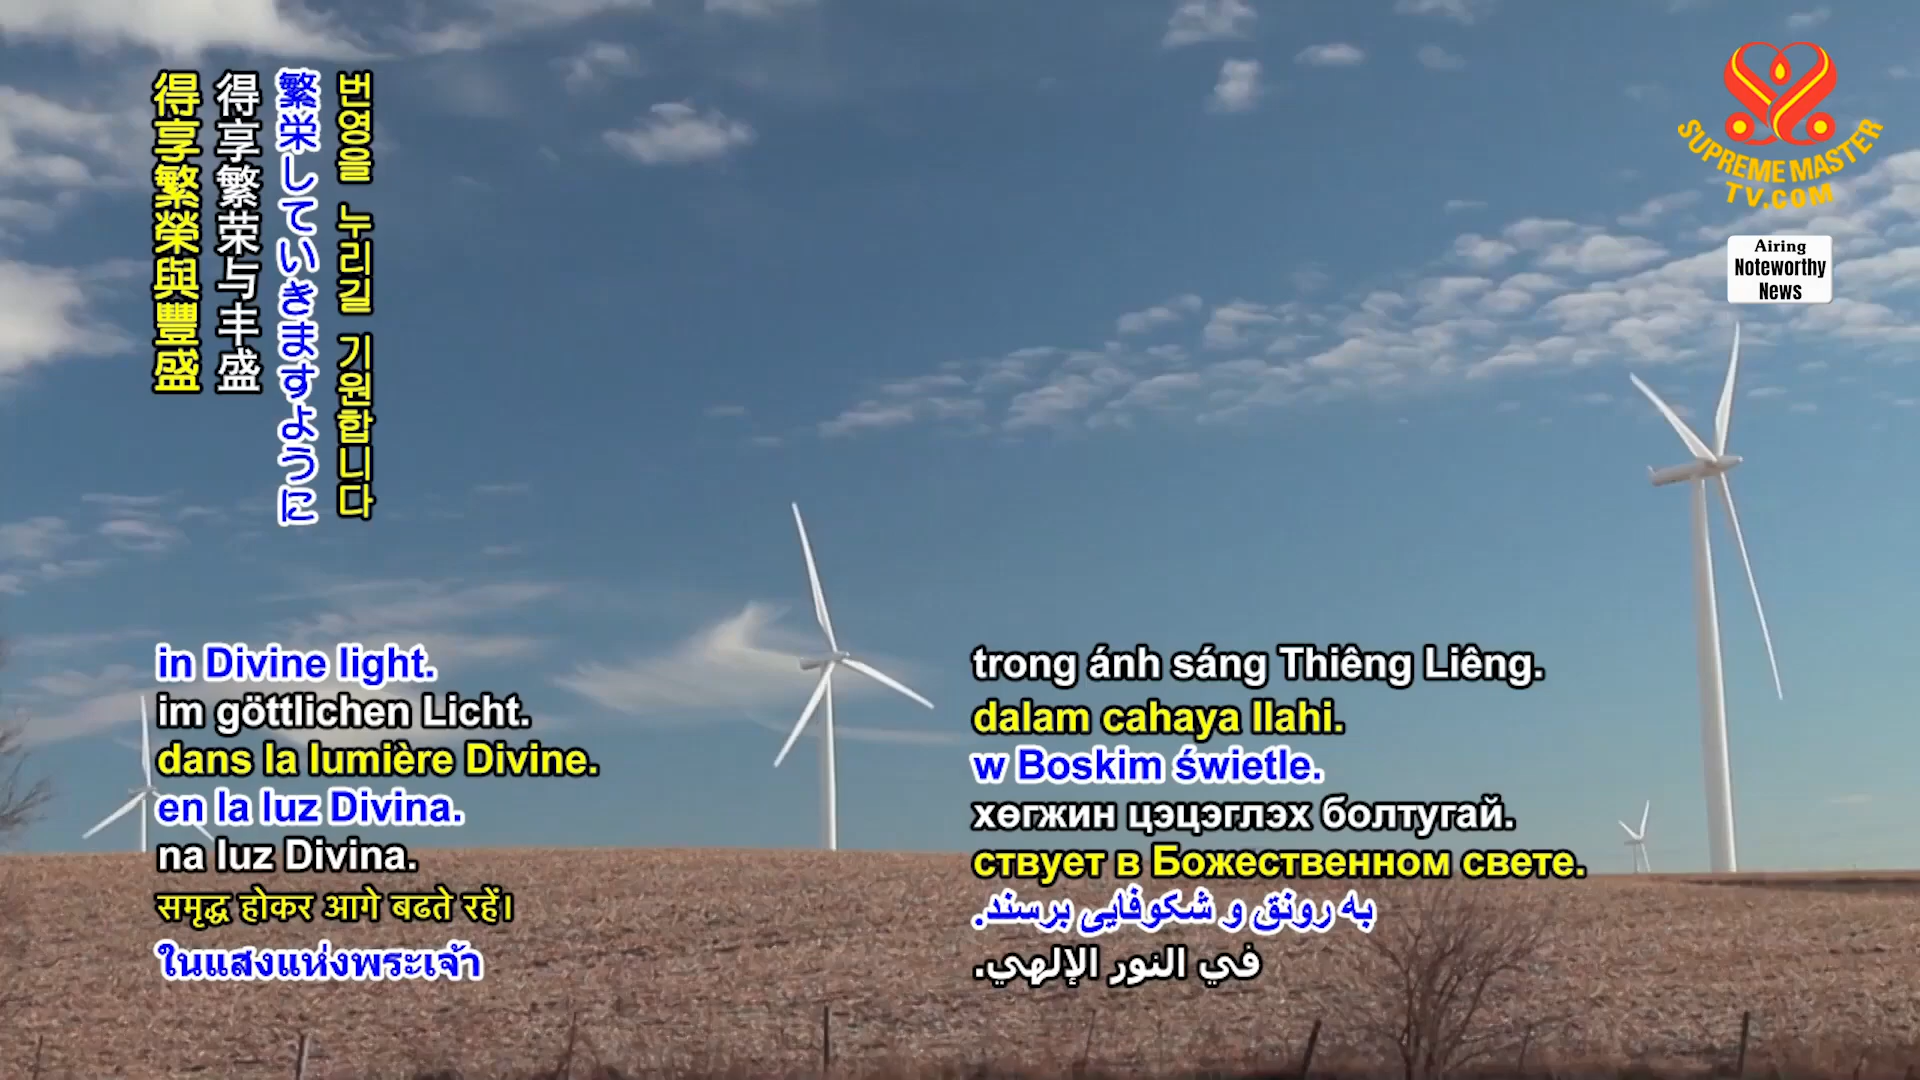 得享繁榮與豐盛
得享繁荣与丰盛
繁栄していきますように
번영을 누리길 기원합니다
SUPREME MASTER
TV.COM
Airing
Noteworthy
News
in Divine light.
im göttlichen Licht.
dans la lumière Divine.
en la luz Divina.
na luz Divina.
समृद्ध होकर आगे बढते रहें।
ในแสงแห่งพระเจ้า
trong ánh sáng Thiêng Liêng.
dalam cahaya Ilahi.
w Boskim świetle.
хөгжин цэцэглэх болтугай.
ствует в Божественном свете.
به رونق و شکوفایی برسند.
في النور الإلهي.